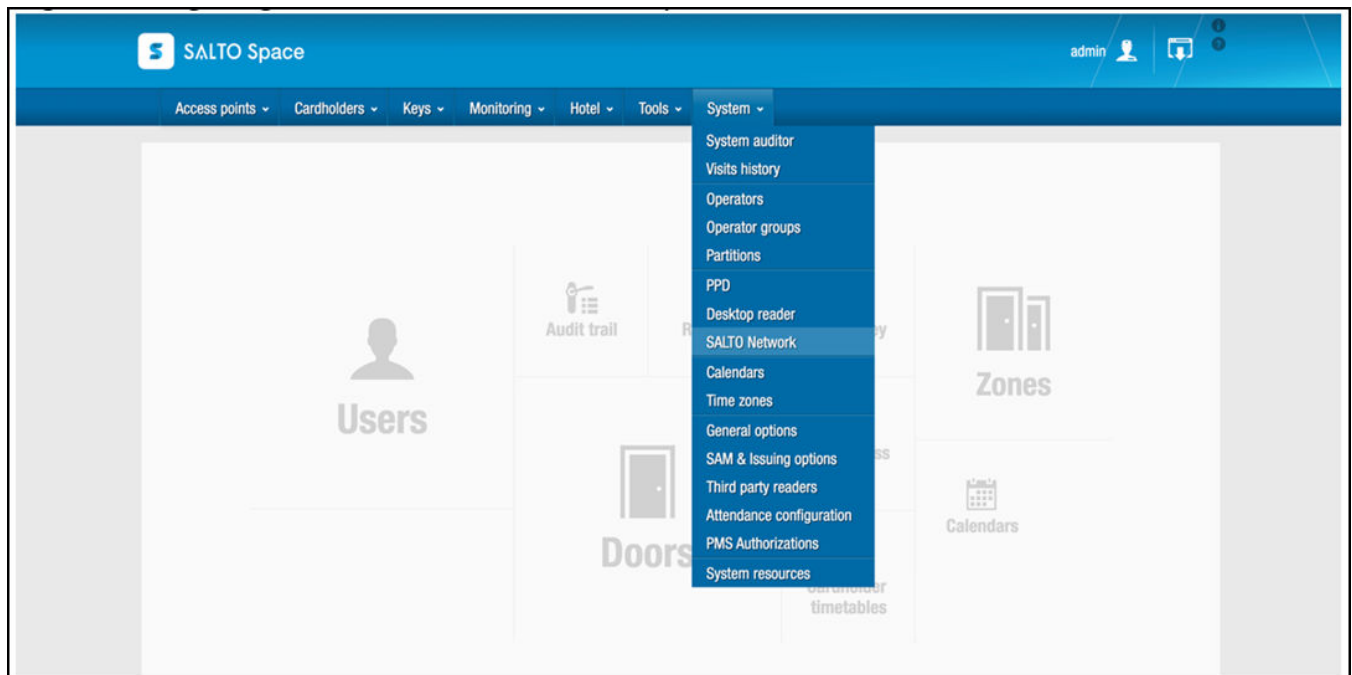 SALTO Space
admin
Access points Cardholders Keys Monitoring Hotel Tools System
System auditor
Visits history
Operators
Operator groups
Partitions
PPD
Desktop reader
SALTO Network
Calendars
Time zones
General options
SAM & Issuing options
Third party readers
Attendance configuration
PMS Authorizations
System resources
Users
Audit trail
Doors
timetables
Zones
Calendars